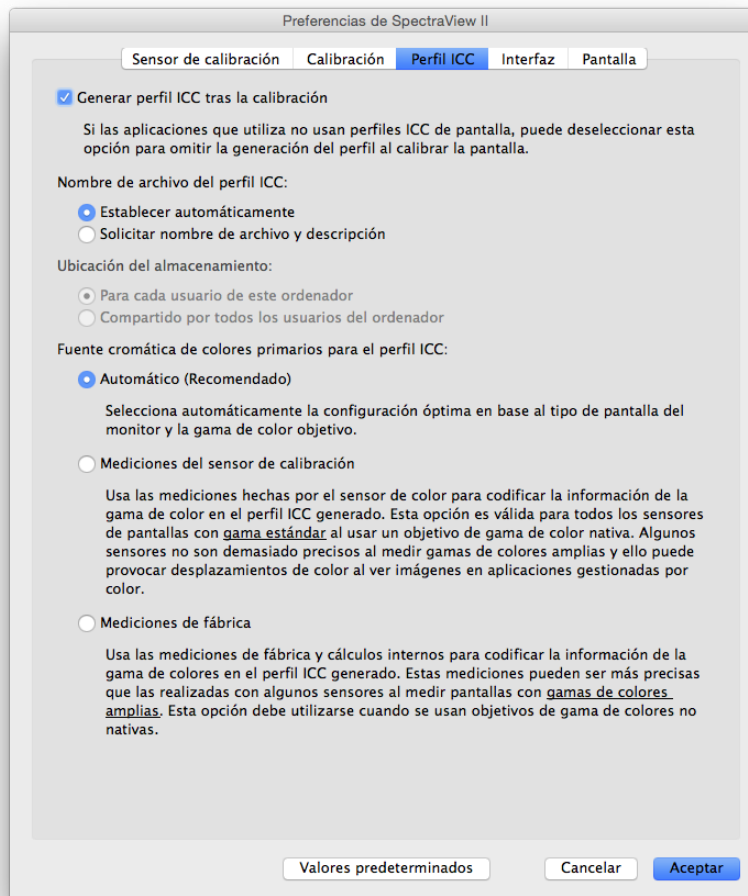 Preferencias de SpectraView II
Sensor de calibración Calibración Perfil ICC Interfaz Pantalla
Generar perfil ICC tras la calibración
Si las aplicaciones que utiliza no usan perfiles ICC de pantalla, puede deseleccionar esta
opción para omitir la generación del perfil al calibrar la pantalla.
Nombre de archivo del perfil ICC:
Establecer automáticamente
Solicitar nombre de archivo y descripción
Ubicación del almacenamiento:
Para cada usuario de este ordenador
Compartido por todos los usuarios del ordenador
Fuente cromática de colores primarios para el perfil ICC:
Automático (Recomendado)
Selecciona automáticamente la configuración óptima en base al tipo de pantalla del
monitor y la gama de color objetivo.
Mediciones del sensor de calibración
Usa las mediciones hechas por el sensor de color para codificar la información de la
gama de color en el perfil ICC generado. Esta opción es válida para todos los sensores
de pantallas con gama estándar al usar un objetivo de gama de color nativa. Algunos
sensores no son demasiado precisos al medir gamas de colores amplias y ello puede
provocar desplazamientos de color al ver imágenes en aplicaciones gestionadas por
color.
Mediciones de fábrica
Usa las mediciones de fábrica y cálculos internos para codificar la información de la
gama de colores en el perfil ICC generado. Estas mediciones pueden ser más precisas
que las realizadas con algunos sensores al medir pantallas con gamas de colores
amplias. Esta opción debe utilizarse cuando se usan objetivos de gama de colores no
nativas.
Valores predeterminados Cancelar Aceptar